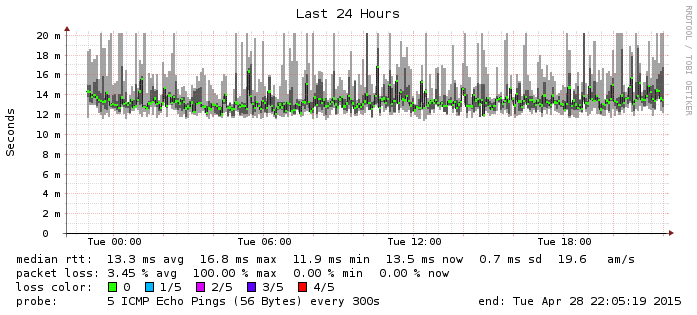 Last 24 Hours
RRDTOOL / TOBI OETIKER
Seconds
20 m
18 m
16 m
14 m
12 m
10 m
8 m
6 m
4 m
2 m
0
Tue 00:00 Tue 06:00 Tue 12:00 Tue 18:00
median rtt: 13.3 ms avg 16.8 ms max 11.9 ms min 13.5 ms now 0.7 ms sd 19.6 am/s
packet loss: 3.45 % avg 100.00 % max 0.00 % min 0.00 % now
loss color: 0 1/5 2/5 3/5 4/5
probe: 5 ICMP Echo Pings (56 Bytes) every 300s end: Tue Apr 28 22:05:19 2015